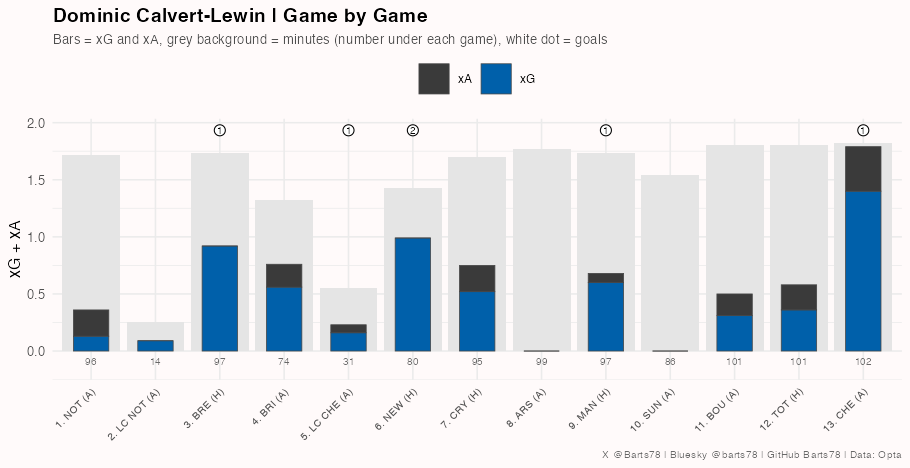 Dominic Calvert-Lewin | Game by Game
Bars = xG and xA, grey background = minutes (number under each game), white dot = goals
xA xG
2.0
1.5
1.0
0.5
0.0
xG + xA
1 1 2 1 1
96 14 97 74 31 80 95 99 97 86 101 101 102
1. NOT (A)
2. LC NOT (A)
3. BRE (H)
4. BRI (A)
5. LC CHE (A)
6. NEW (H)
7. CRY (H)
8. ARS (A)
9. MAN (H)
10. SUN (A)
11. BOU (A)
12. TOT (H)
13. CHE (A)
X @Barts78 | Bluesky @barts78 | GitHub Barts78 | Data: Opta